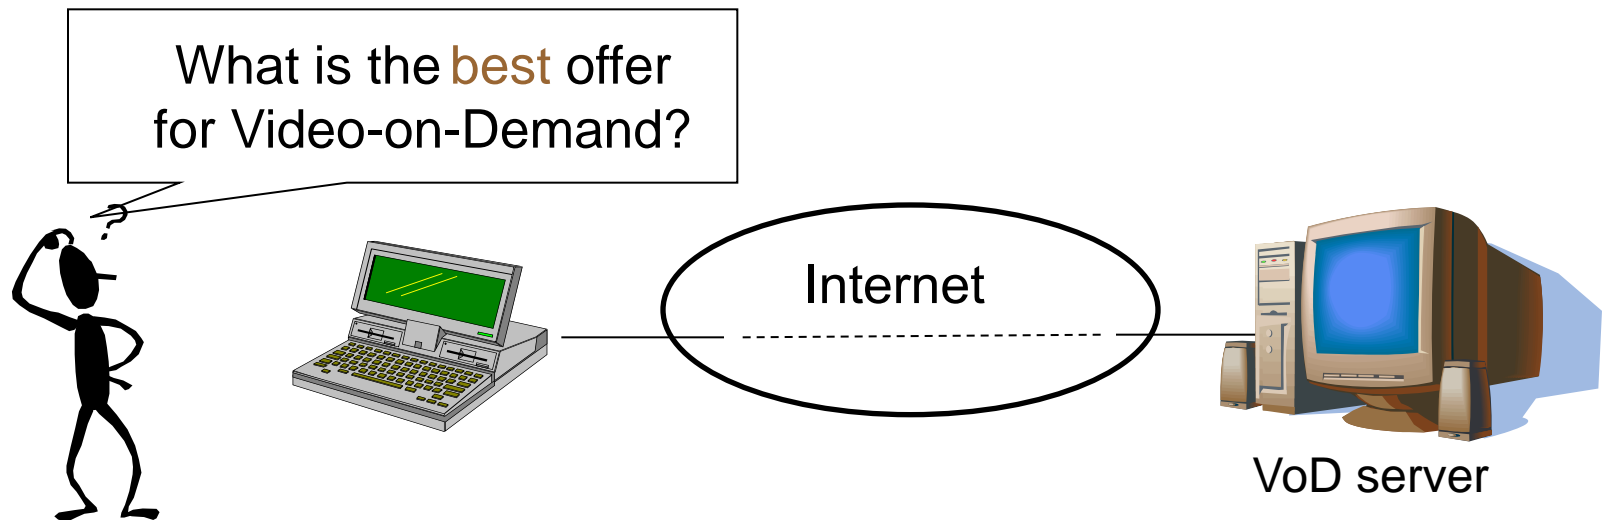 What is the best offer
for Video-on-Demand?
?
Internet
VoD server